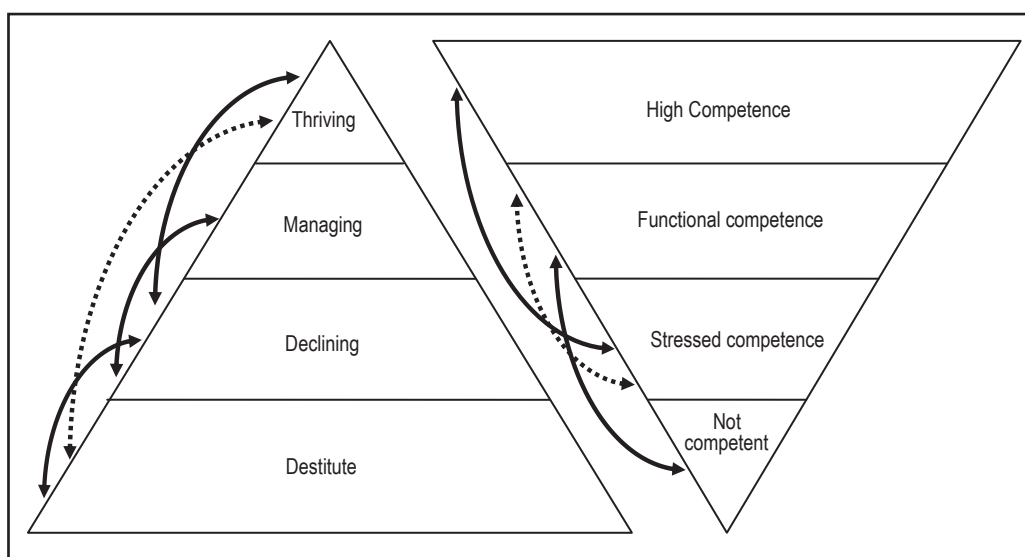 Thriving
Managing
Declining
Destitute
High Competence
Functional competence
Stressed competence
Not
competent